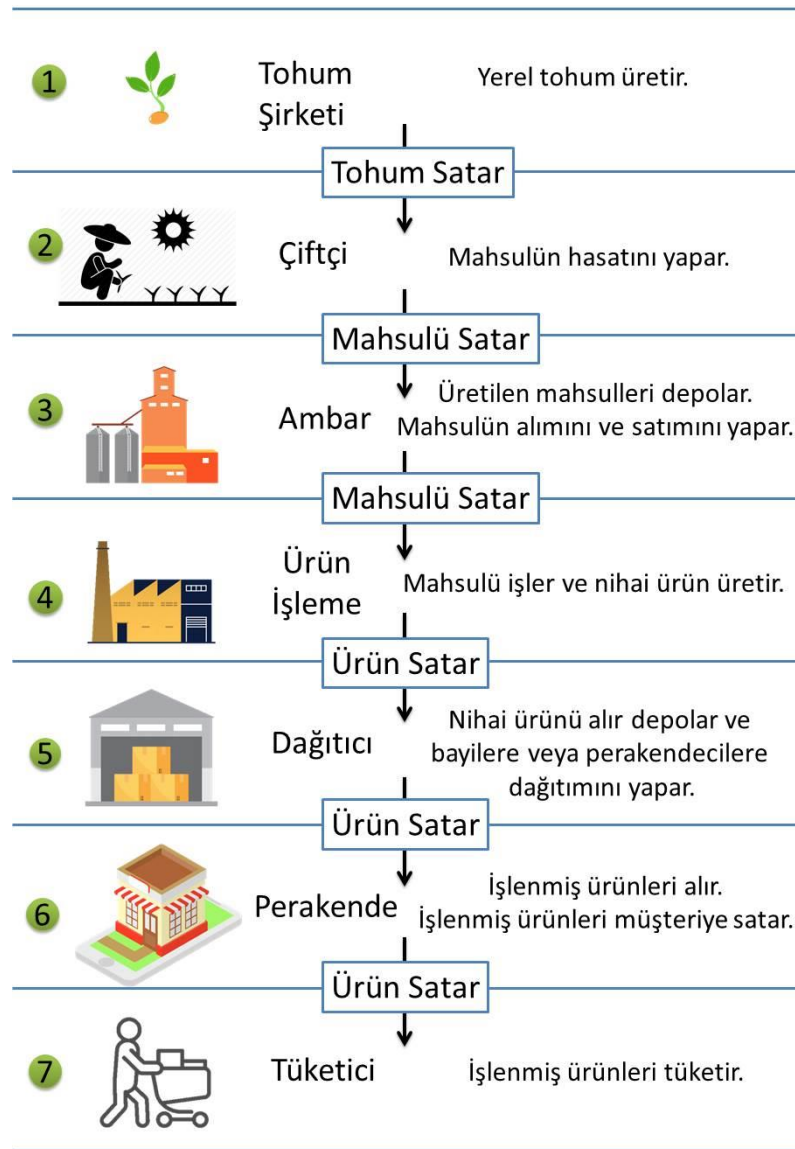 1
Tohum
Şirketi
Yerel tohum üretir.
Tohum Satar
2
Çiftçi
Mahsulün hasatını yapar.
Mahsulü Satar
3
Ambar
Üretilen mahsulleri depolar.
Mahsulün alımını ve satımını yapar.
Mahsulü Satar
4
Ürün
İşleme
Mahsulü işler ve nihai ürün üretir.
Ürün Satar
5
Dağıtıcı
Nihai ürünü alır depolar ve
bayilere veya perakendecilere
dağıtımını yapar.
Ürün Satar
6
Perakende
İşlenmiş ürünleri alır.
İşlenmiş ürünleri müşteriye satar.
Ürün Satar
7
Tüketici
İşlenmiş ürünleri tüketir.